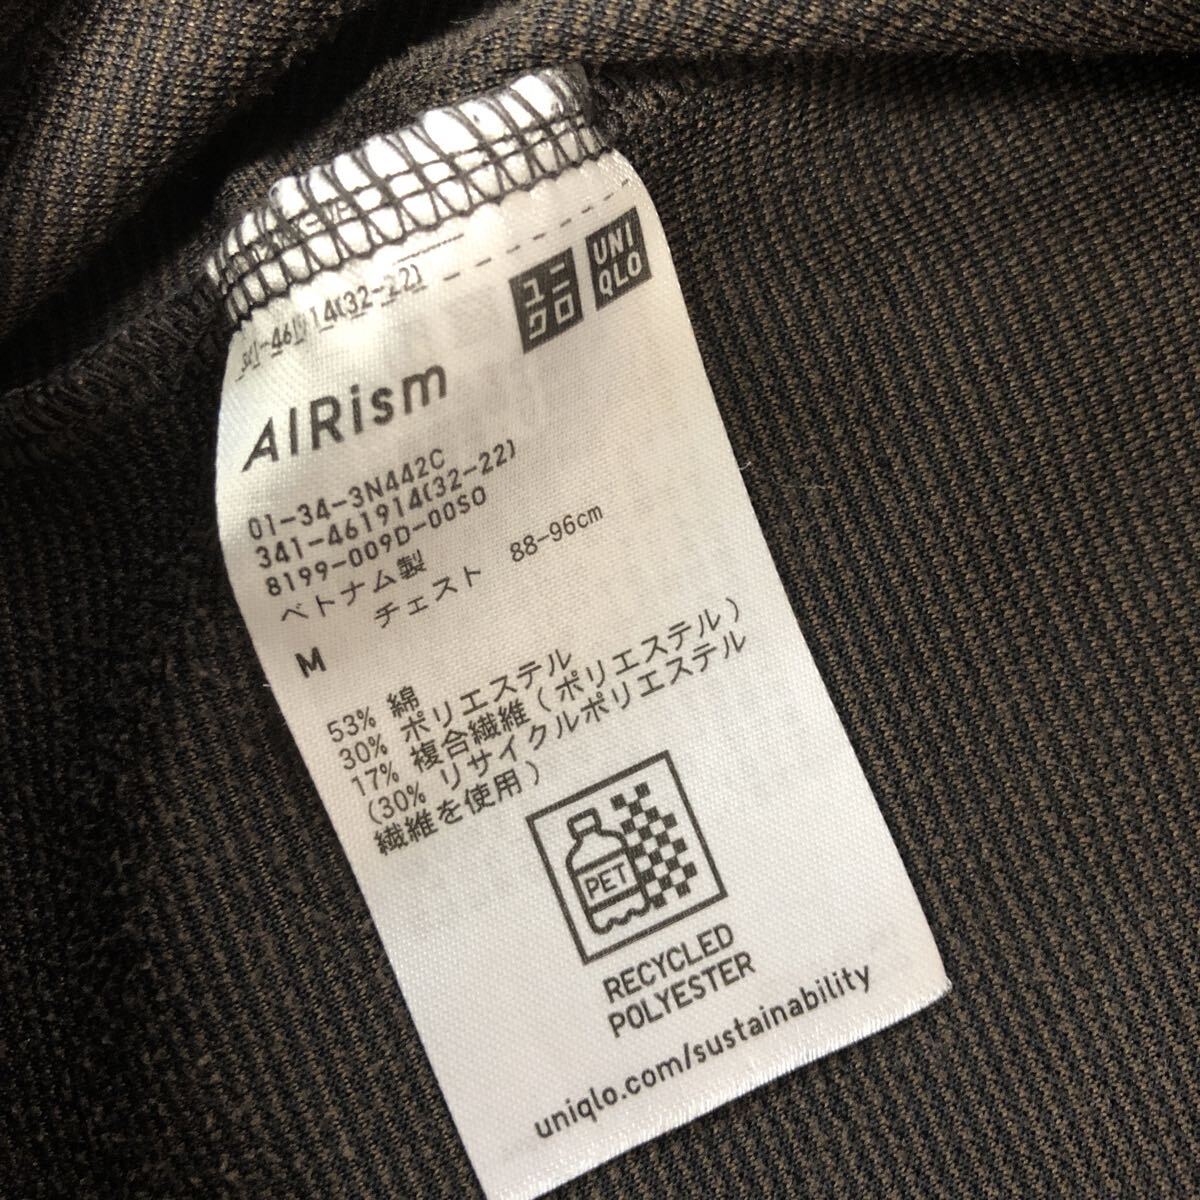 341-461914(32-22)
ユニ
クロ
UNI
QLO
AIRism
01-34-3N442C
341-461914(32-22)
8199-009D-00SO
ベトナム製
M チェスト 88-96cm
53% 綿
30% ポリエステル
17% 複合繊維(ポリエステル)
(30% リサイクルポリエステル
繊維を使用)
PET
RECYCLED
POLYESTER
uniqlo.com/sustainability